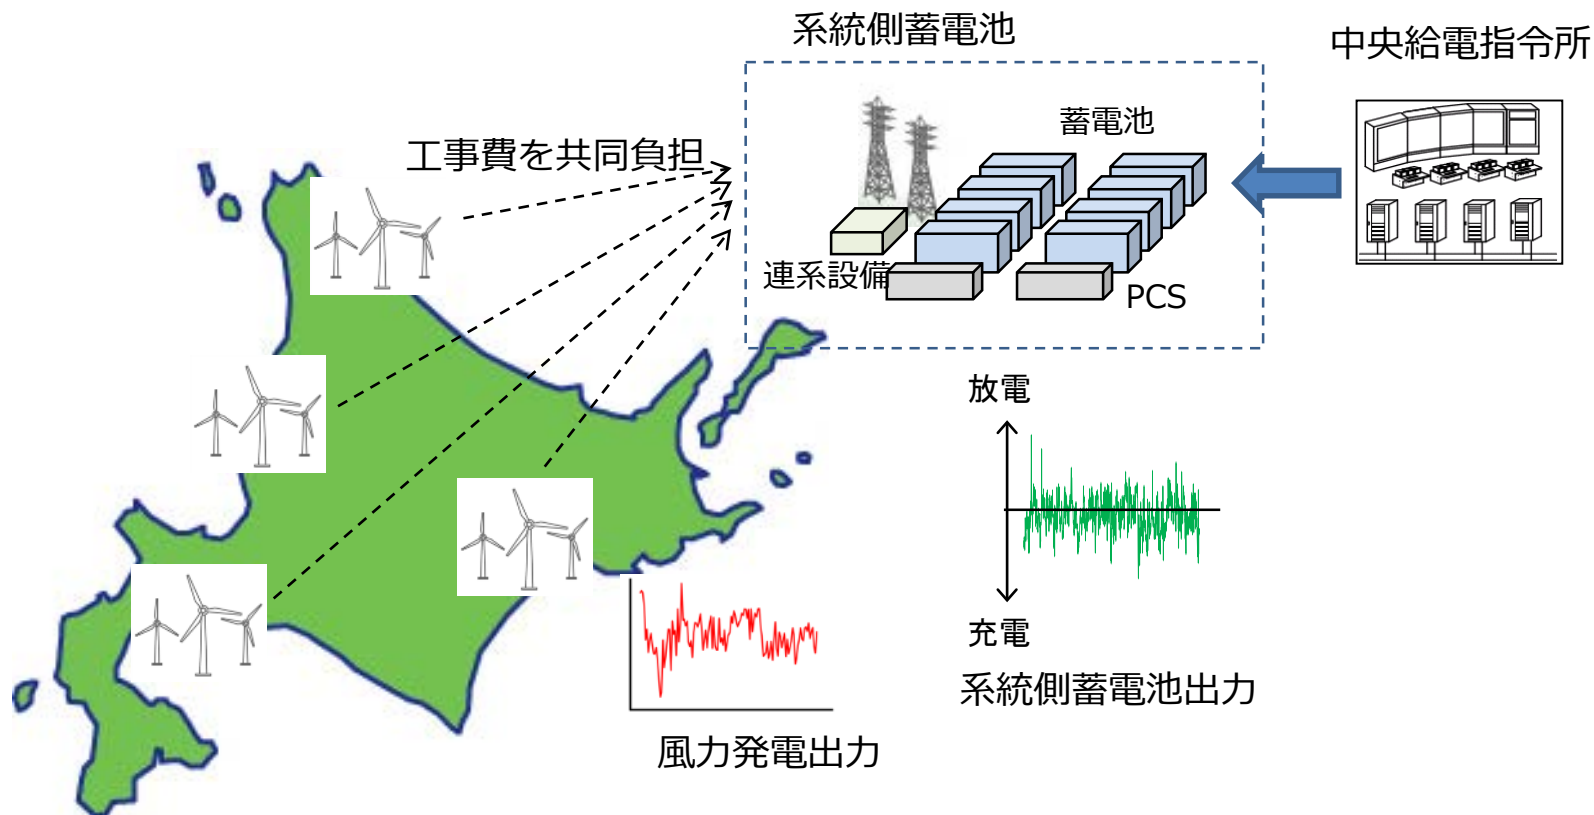 系統側蓄電池
中央給電指令所
工事費を共同負担
蓄電池
連系設備
PCS
放電
充電
系統側蓄電池出力
風力発電出力